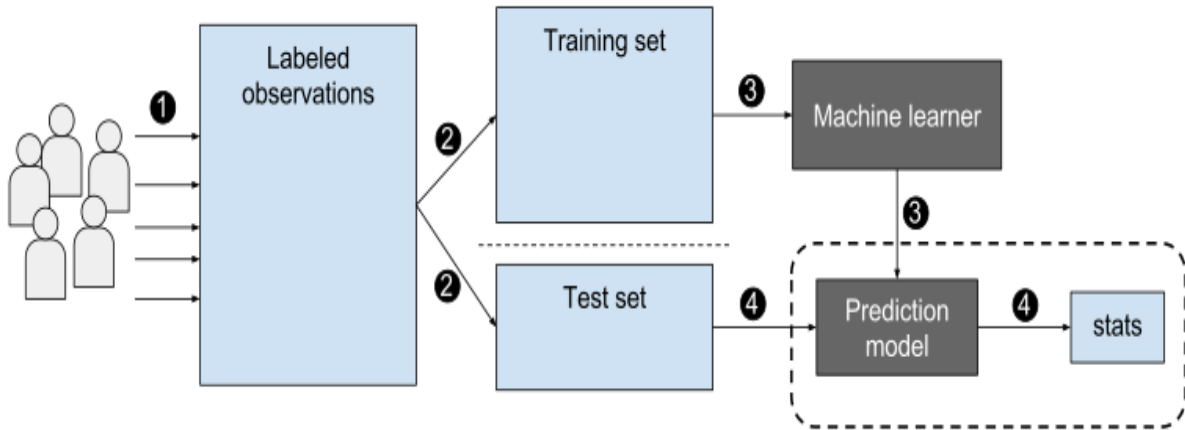 Labeled
observations
Training set
Machine learner
Test set
Prediction
model
stats
1
2
2
3
3
4
4